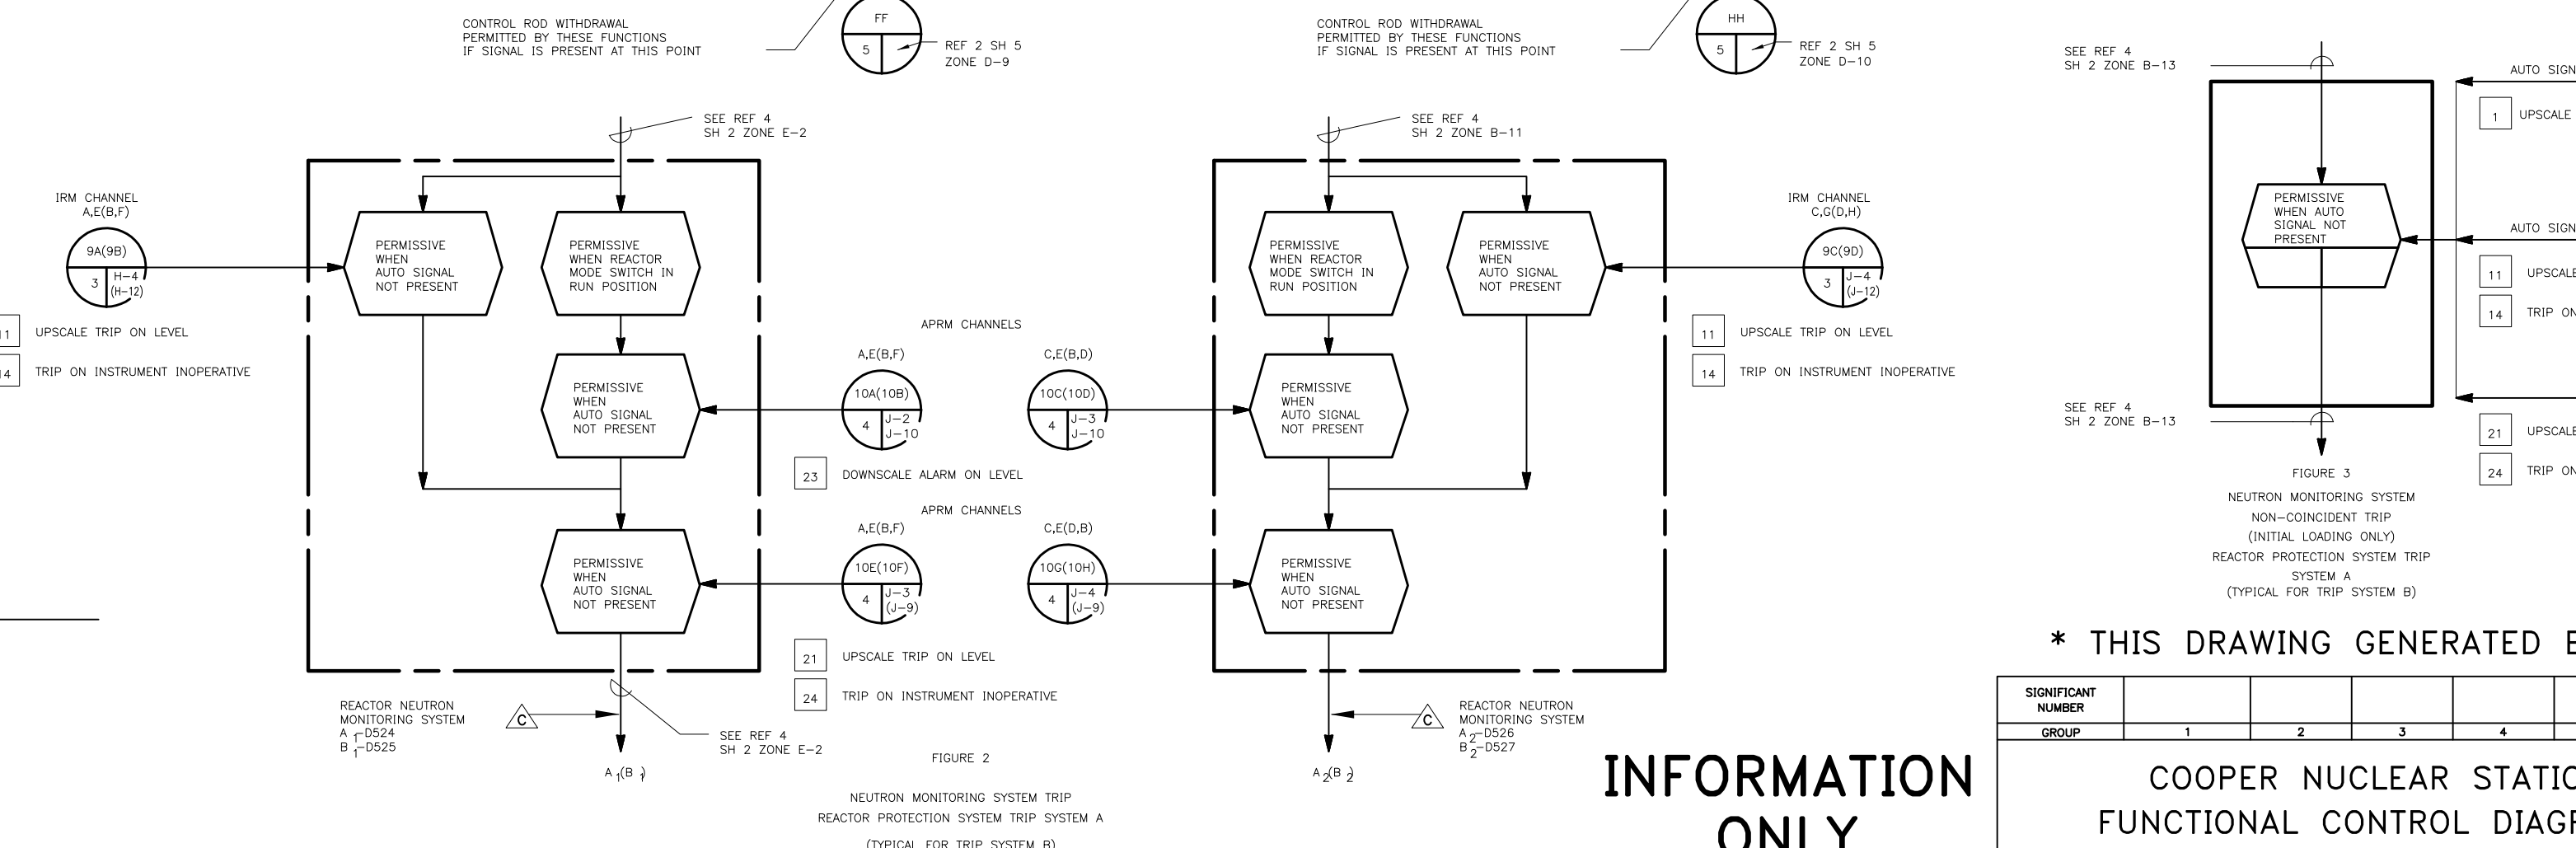 CONTROL ROD WITHDRAWAL
PERMITTED BY THESE FUNCTIONS
IF SIGNAL IS PRESENT AT THIS POINT
FF
5
REF 2 SH 5
ZONE D-9
CONTROL ROD WITHDRAWAL
PERMITTED BY THESE FUNCTIONS
IF SIGNAL IS PRESENT AT THIS POINT
HH
5
REF 2 SH 5
ZONE D-10
SEE REF 4
SH 2 ZONE E-2
IRM CHANNEL
A,E(B,F)
9A(9B)
3
H-4
(H-12)
11
UPSCALE TRIP ON LEVEL
14
TRIP ON INSTRUMENT INOPERATIVE
PERMISSIVE
WHEN
AUTO SIGNAL
NOT PRESENT
PERMISSIVE
WHEN REACTOR
MODE SWITCH IN
RUN POSITION
PERMISSIVE
WHEN
AUTO SIGNAL
NOT PRESENT
PERMISSIVE
WHEN
AUTO SIGNAL
NOT PRESENT
APRM CHANNELS
A,E(B,F)
10A(10B)
4
J-2
J-10
C,E(B,D)
10C(10D)
4
J-3
J-10
23
DOWNSCALE ALARM ON LEVEL
APRM CHANNELS
A,E(B,F)
10E(10F)
4
J-3
(J-9)
C,E(D,B)
10G(10H)
4
J-4
(J-9)
21
UPSCALE TRIP ON LEVEL
24
TRIP ON INSTRUMENT INOPERATIVE
REACTOR NEUTRON
MONITORING SYSTEM
A 1-D524
B 1-D525
C
SEE REF 4
SH 2 ZONE E-2
A 1(B 1)
FIGURE 2
NEUTRON MONITORING SYSTEM TRIP
REACTOR PROTECTION SYSTEM TRIP SYSTEM A
(TYPICAL FOR TRIP SYSTEM B)
SEE REF 4
SH 2 ZONE B-11
PERMISSIVE
WHEN REACTOR
MODE SWITCH IN
RUN POSITION
PERMISSIVE
WHEN
AUTO SIGNAL
NOT PRESENT
PERMISSIVE
WHEN
AUTO SIGNAL
NOT PRESENT
PERMISSIVE
WHEN
AUTO SIGNAL
NOT PRESENT
IRM CHANNEL
C,G(D,H)
9C(9D)
3
J-4
(J-12)
11
UPSCALE TRIP ON LEVEL
14
TRIP ON INSTRUMENT INOPERATIVE
C
REACTOR NEUTRON
MONITORING SYSTEM
A 2-D526
B 2-D527
A 2(B 2)
SEE REF 4
SH 2 ZONE B-13
PERMISSIVE
WHEN AUTO
SIGNAL NOT
PRESENT
AUTO SIGN
1
UPSCALE
AUTO SIGN
11
UPSCALE
14
TRIP ON
21
UPSCALE
24
TRIP ON
SEE REF 4
SH 2 ZONE B-13
FIGURE 3
NEUTRON MONITORING SYSTEM
NON-COINCIDENT TRIP
(INITIAL LOADING ONLY)
REACTOR PROTECTION SYSTEM TRIP
SYSTEM A
(TYPICAL FOR TRIP SYSTEM B)
* THIS DRAWING GENERATED
SIGNIFICANT
NUMBER
GROUP 1 2 3 4
INFORMATION
ONLY
COOPER NUCLEAR STATIO
FUNCTIONAL CONTROL DIAGR